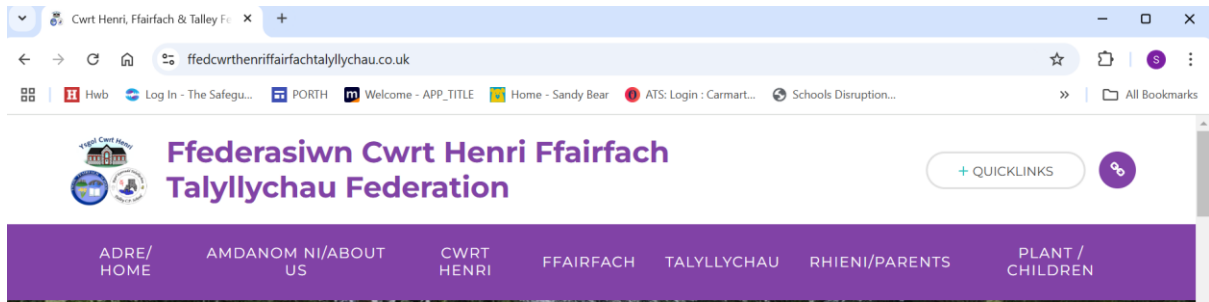 Cwrt Henri, Ffairfach & Talley Fe
ffedcwrthenriffairfachtalyllychau.co.uk
S
Hwb
Log In - The Safegu...
PORTH
Welcome - APP_TITLE
Home - Sandy Bear
ATS: Login : Carmart...
Schools Disruption...
»
All Bookmarks
Ysgol Cwrt Henri
Ffederasiwn Cwrt Henri Ffairfach
Talyllychau Federation
+ QUICKLINKS
ADRE/
HOME
AMDANOM NI/ABOUT
US
CWRT
HENRI
FFAIRFACH
TALYLLYCHAU
RHIENI/PARENTS
PLANT /
CHILDREN